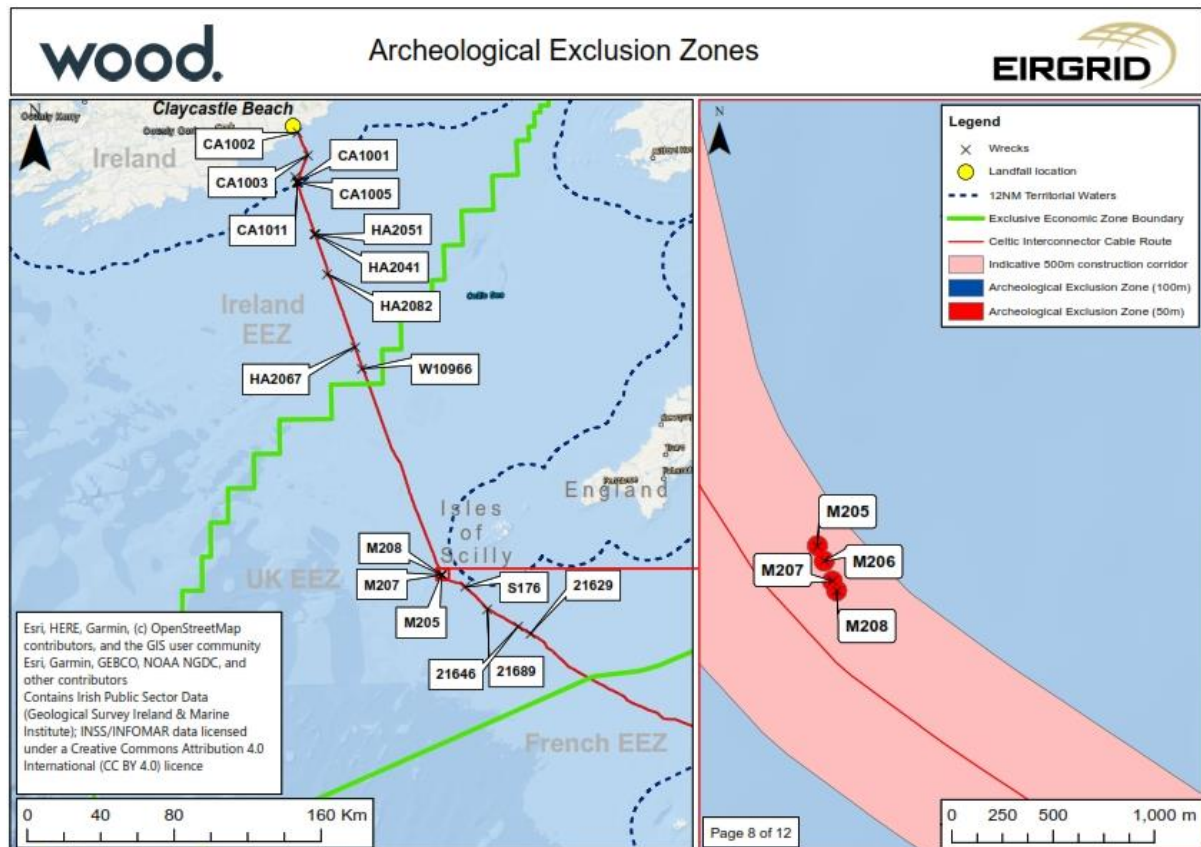 wood.
Archeological Exclusion Zones
EIRGRID
Claycastle Beach
N
CA1002
Ireland
CA1001
CA1003
CA1005
CA1011
HA2051
HA2041
Ireland
EEZ
HA2082
HA2067
W10966
Celtic Sea
England
Isles
of
Scilly
M208
UK EEZ
M207
S176
21629
M205
21646
21689
French EEZ
Esri, HERE, Garmin, (c) OpenStreetMap
contributors, and the GIS user community
Esri, Garmin, GEBCO, NOAA NGDC, and
other contributors
Contains Irish Public Sector Data
(Geological Survey Ireland & Marine
Institute); INSS/INFOMAR data licensed
under a Creative Commons Attribution 4.0
International (CC BY 4.0) licence
0 40 80 160 Km
N
Legend
Wrecks
Landfall location
12NM Territorial Waters
Exclusive Economic Zone Boundary
Celtic Interconnector Cable Route
Indicative 500m construction corridor
Archeological Exclusion Zone (100m)
Archeological Exclusion Zone (50m)
M205
M206
M207
M208
Page 8 of 12
0 250 500 1,000 m